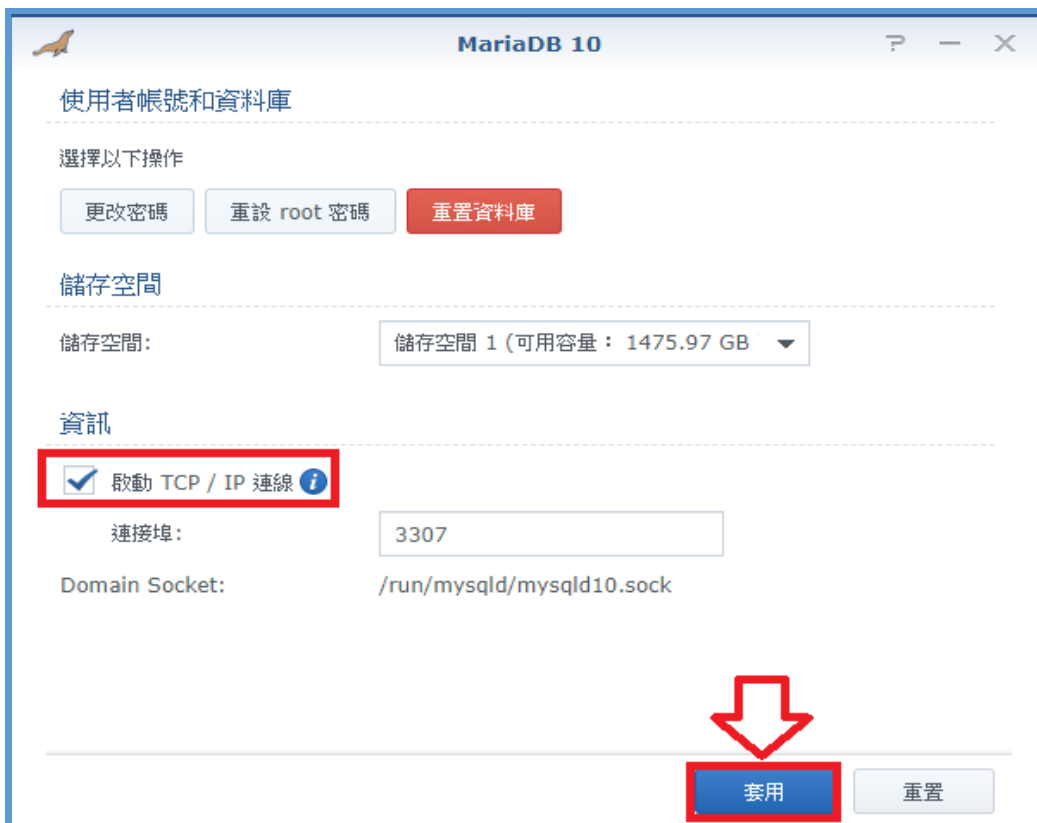 MariaDB 10
使用者帳號和資料庫
選擇以下操作
更改密碼 重設 root 密碼 重置資料庫
儲存空間
儲存空間: 儲存空間 1 (可用容量： 1475.97 GB
資訊
啟動 TCP / IP 連線
連接埠: 3307
Domain Socket: /run/mysqld/mysqld10.sock
套用 重置